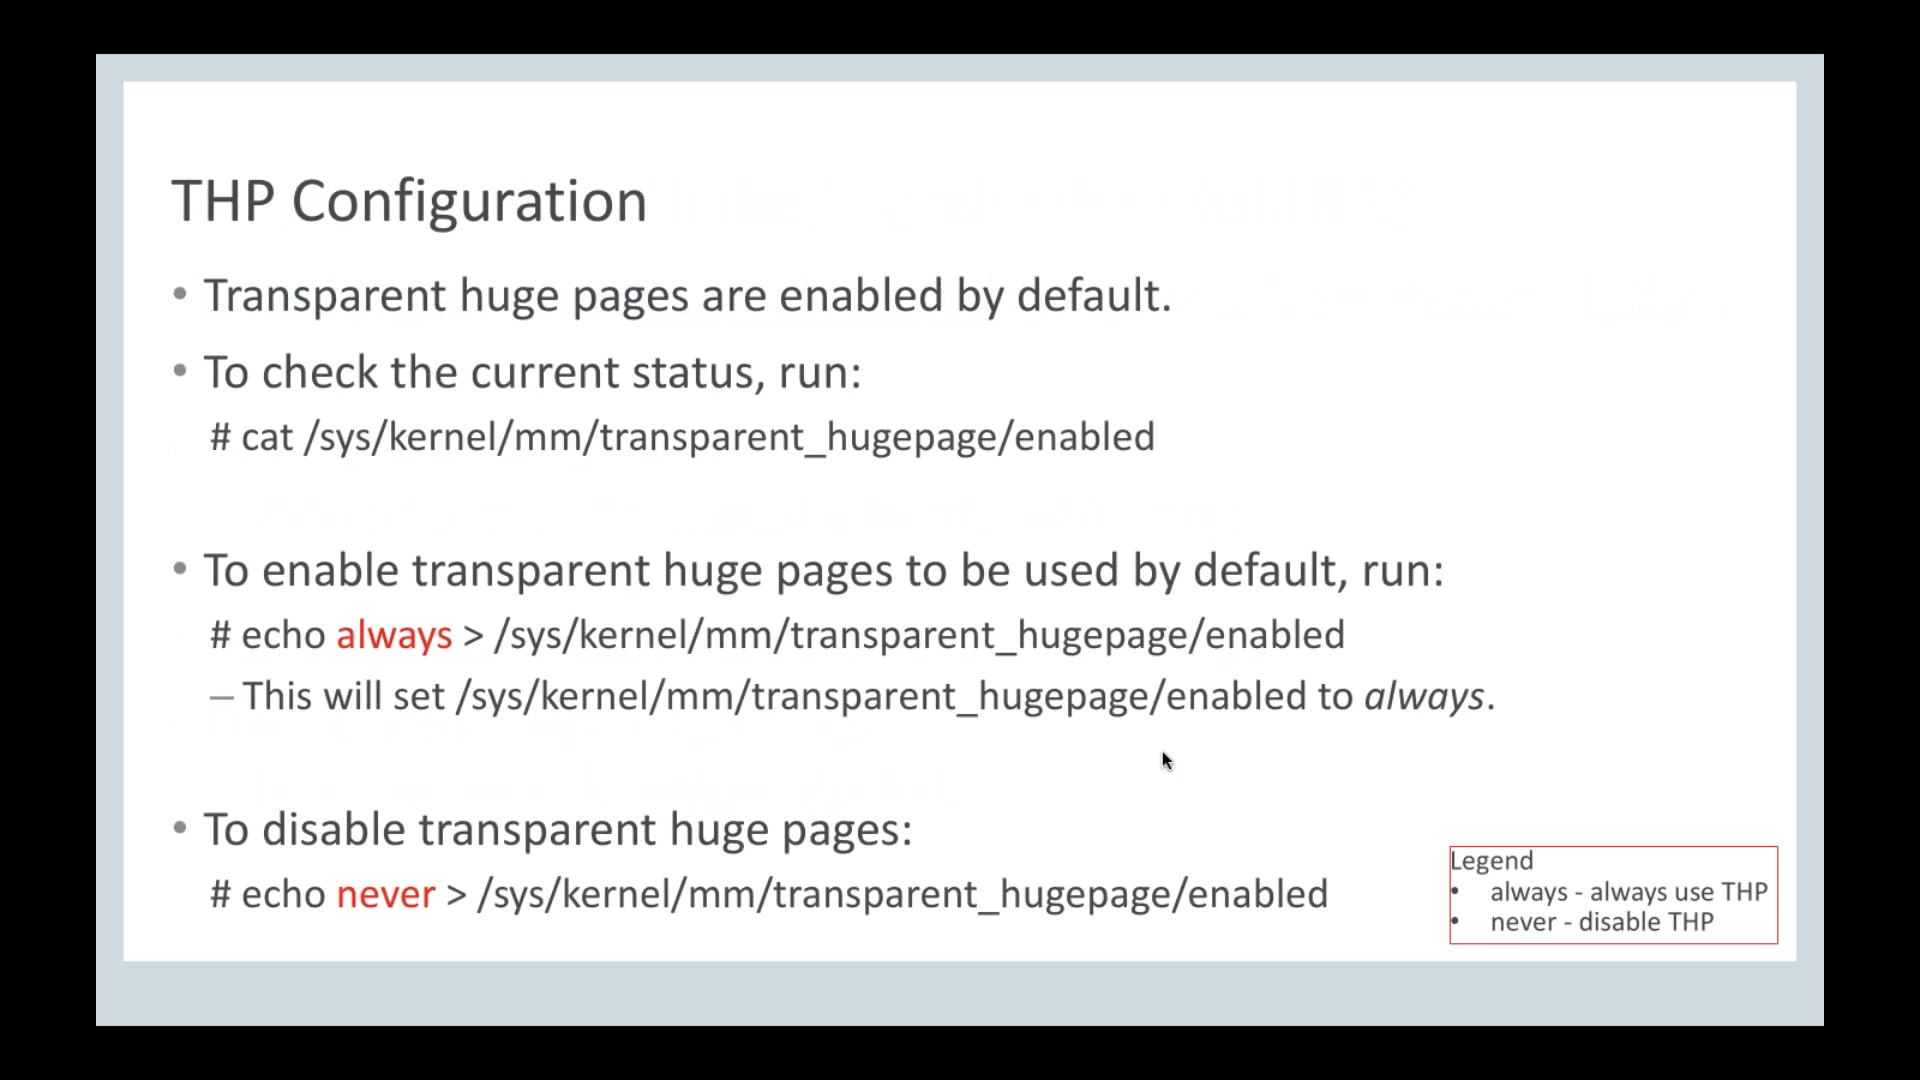 THP Configuration
• Transparent huge pages are enabled by default.
• To check the current status, run:
# cat /sys/kernel/mm/transparent_hugepage/enabled
• To enable transparent huge pages to be used by default, run:
# echo always > /sys/kernel/mm/transparent_hugepage/enabled
– This will set /sys/kernel/mm/transparent_hugepage/enabled to always.
• To disable transparent huge pages:
# echo never > /sys/kernel/mm/transparent_hugepage/enabled
Legend
• always - always use THP
• never - disable THP